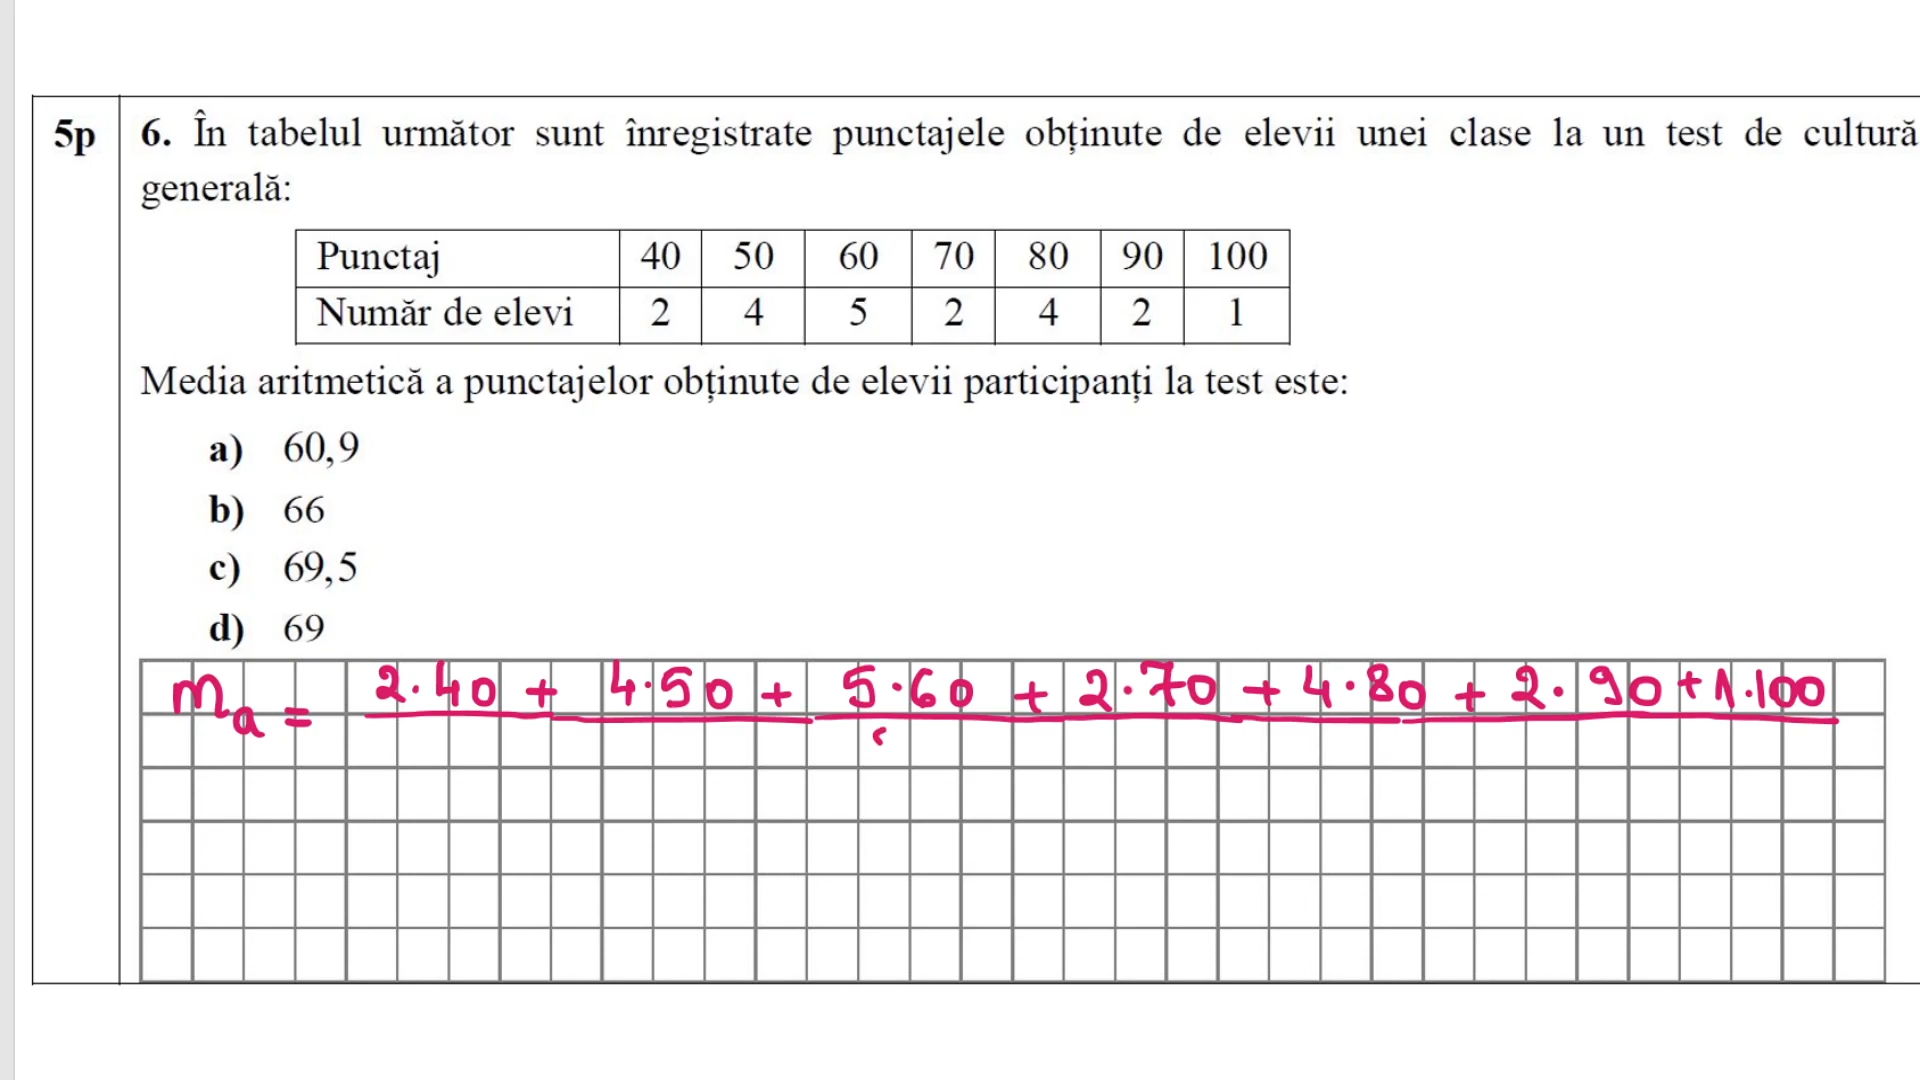 5p
6. În tabelul următor sunt înregistrate punctajele obținute de elevii unei clase la un test de cultură
generală:
Punctaj 40 50 60 70 80 90 100
Număr de elevi 2 4 5 2 4 2 1
Media aritmetică a punctajelor obținute de elevii participanți la test este:
a) 60,9
b) 66
c) 69,5
d) 69
ma = 2·40 + 4·50 + 5·60 + 2·70 + 4·80 + 2·90 + 1·100